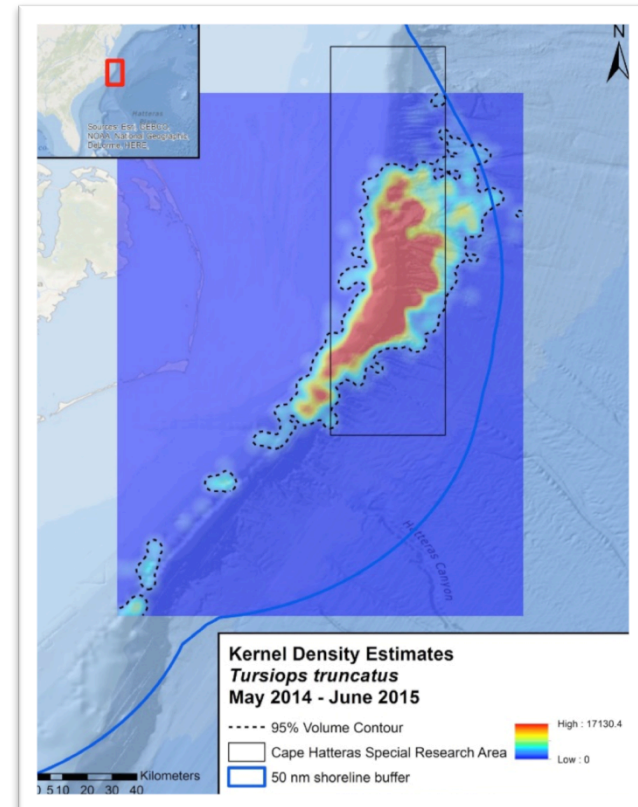 N
Hatteras
Sources: Esri, GEBCO,
NOAA, National Geographic,
DeLorme, HERE,
Hatteras Canyon
Kernel Density Estimates
Tursiops truncatus
May 2014 - June 2015
95% Volume Contour
Cape Hatteras Special Research Area
50 nm shoreline buffer
High : 17130.4
Low : 0
Kilometers
0 5 10 20 30 40